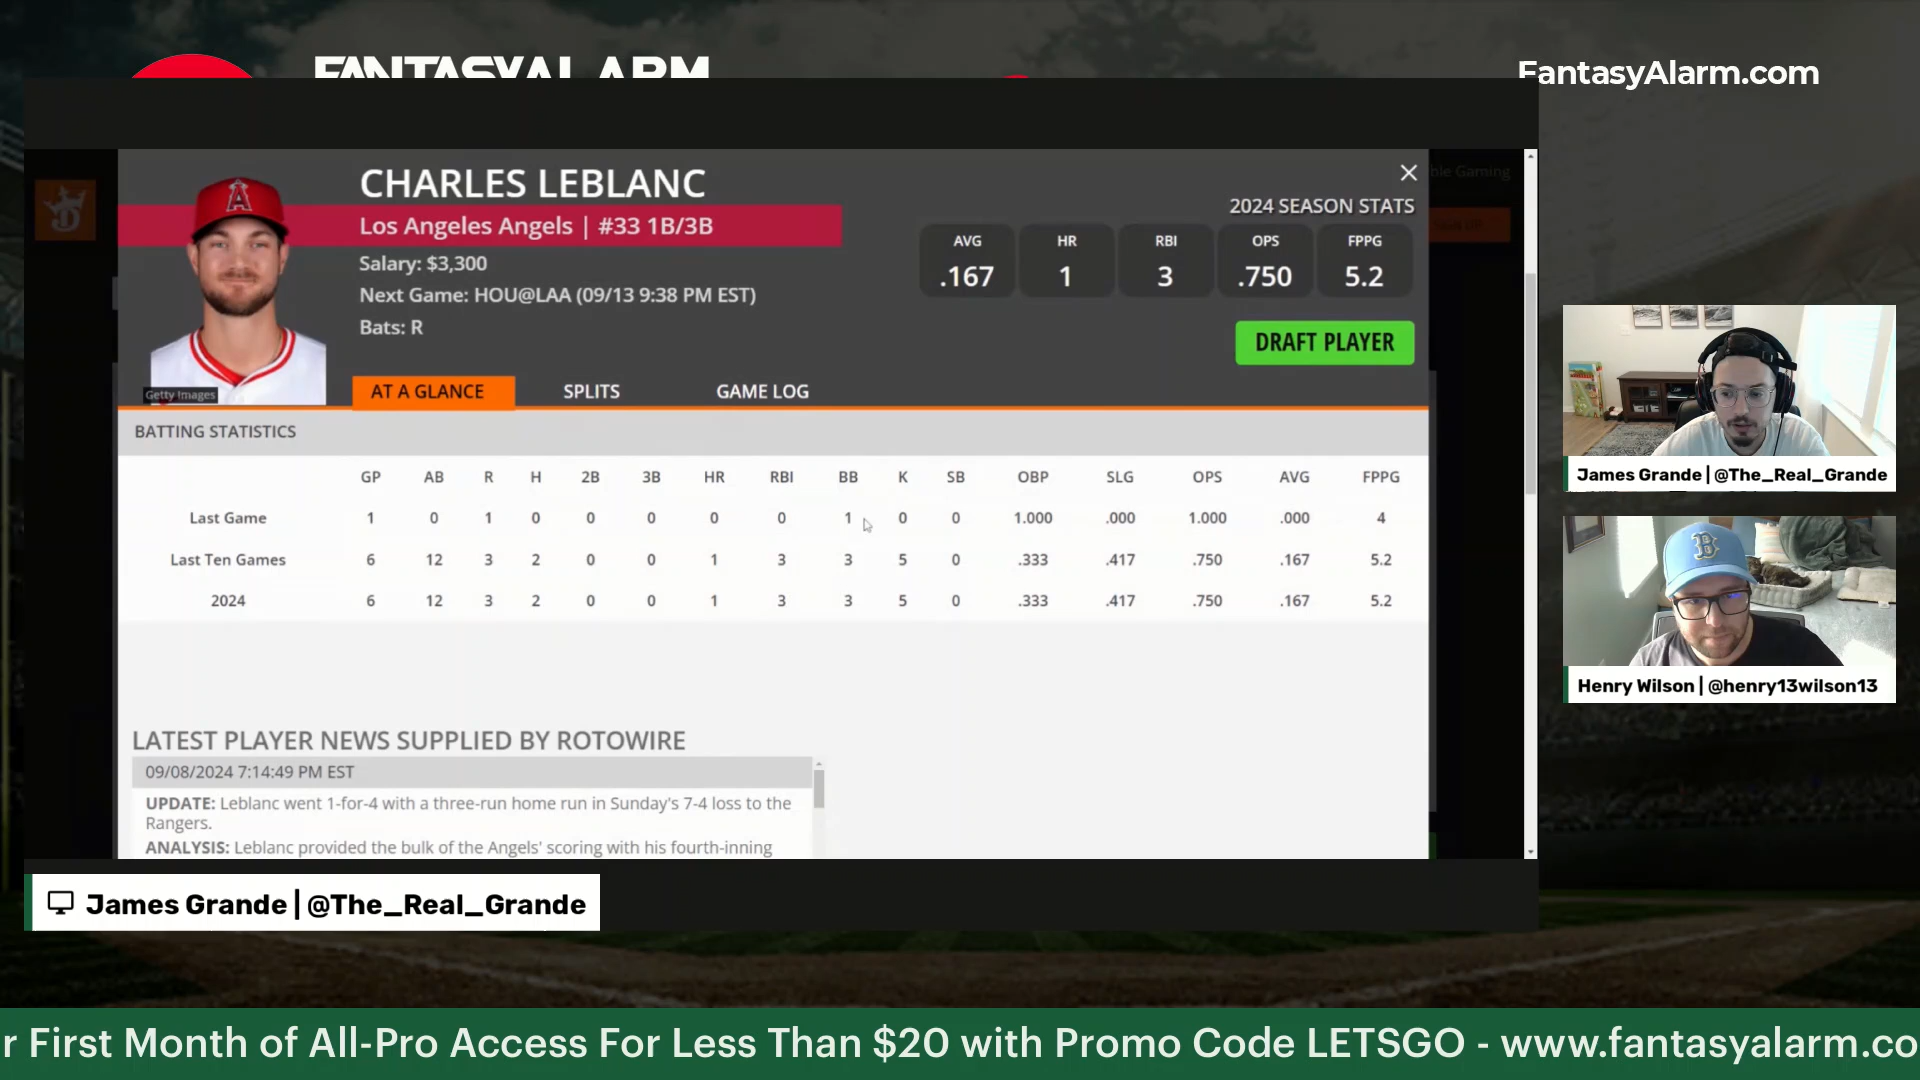 FANTASYALARM
FantasyAlarm.com
CHARLES LEBLANC
Los Angeles Angels | #33 1B/3B
Salary: $3,300
Next Game: HOU@LAA (09/13 9:38 PM EST)
Bats: R
2024 SEASON STATS
AVG HR RBI OPS FPPG
.167 1 3 .750 5.2
DRAFT PLAYER
Getty Images
AT A GLANCE SPLITS GAME LOG
BATTING STATISTICS
GP AB R H 2B 3B HR RBI BB K SB OBP SLG OPS AVG FPPG
Last Game 1 0 1 0 0 0 0 0 1 0 0 1.000 .000 1.000 .000 4
Last Ten Games 6 12 3 2 0 0 1 3 3 5 0 .333 .417 .750 .167 5.2
2024 6 12 3 2 0 0 1 3 3 5 0 .333 .417 .750 .167 5.2
LATEST PLAYER NEWS SUPPLIED BY ROTOWIRE
09/08/2024 7:14:49 PM EST
UPDATE: Leblanc went 1-for-4 with a three-run home run in Sunday's 7-4 loss to the
Rangers.
ANALYSIS: Leblanc provided the bulk of the Angels' scoring with his fourth-inning
James Grande | @The_Real_Grande
Henry Wilson | @henry13wilson13
James Grande | @The_Real_Grande
r First Month of All-Pro Access For Less Than $20 with Promo Code LETSGO - www.fantasyalarm.co